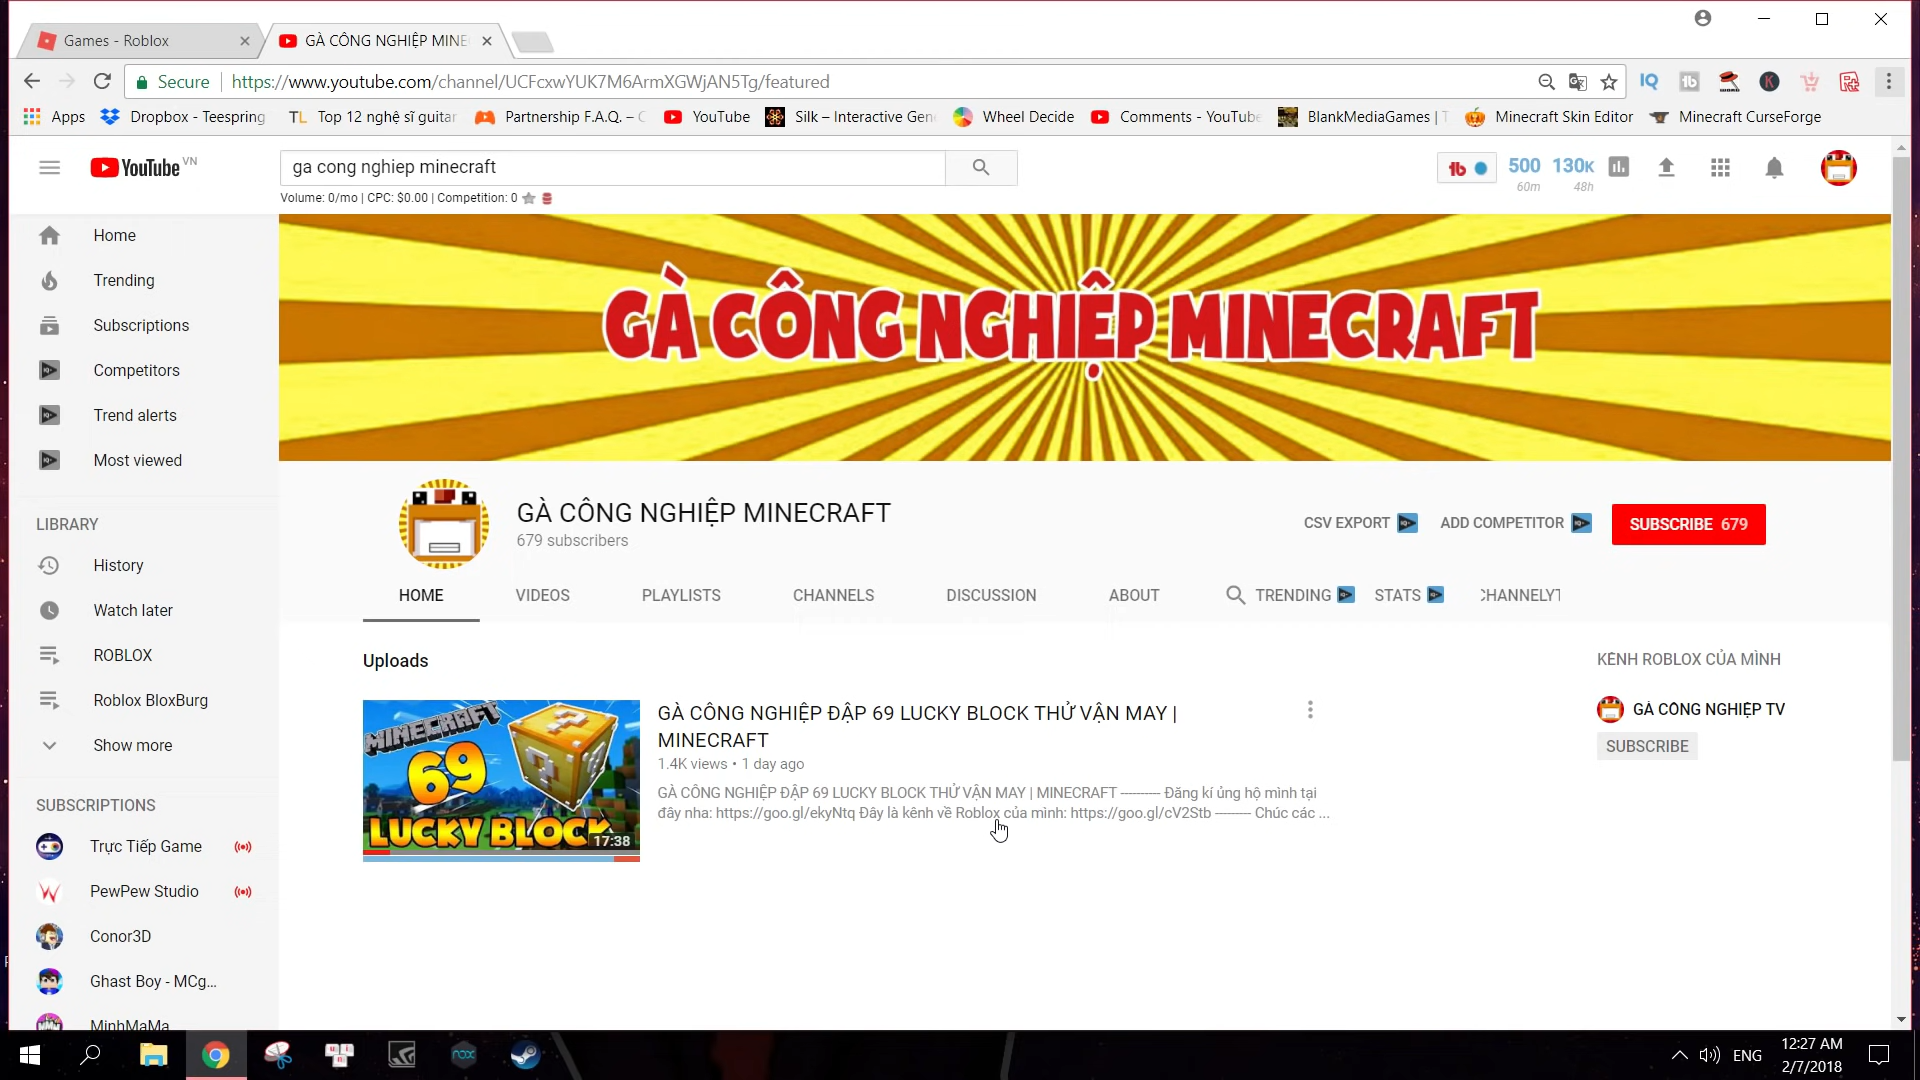 Games - Roblox
GÀ CÔNG NGHIỆP MINE
Secure
https://www.youtube.com/channel/UCFcxwYUK7M6ArmXGWjAN5Tg/featured
Apps
Dropbox - Teespring
TL Top 12 nghệ sĩ guitar
Partnership F.A.Q. –
YouTube
Silk – Interactive Gen
Wheel Decide
Comments - YouTube
BlankMediaGames |
Minecraft Skin Editor
Minecraft CurseForge
YouTube VN
ga cong nghiep minecraft
500 60m
130K 48h
Volume: 0/mo | CPC: $0.00 | Competition: 0
Home
Trending
Subscriptions
Competitors
Trend alerts
Most viewed
LIBRARY
History
Watch later
ROBLOX
Roblox BloxBurg
Show more
SUBSCRIPTIONS
Trực Tiếp Game
PewPew Studio
Conor3D
Ghast Boy - MCg...
MinhMaMa
GÀ CÔNG NGHIỆP MINECRAFT
GÀ CÔNG NGHIỆP MINECRAFT
679 subscribers
CSV EXPORT
ADD COMPETITOR
SUBSCRIBE 679
HOME
VIDEOS
PLAYLISTS
CHANNELS
DISCUSSION
ABOUT
TRENDING
STATS
CHANNELYT
Uploads
MINECRAFT
69
LUCKY BLOCK
17:38
GÀ CÔNG NGHIỆP ĐẬP 69 LUCKY BLOCK THỬ VẬN MAY |
MINECRAFT
1.4K views • 1 day ago
GÀ CÔNG NGHIỆP ĐẬP 69 LUCKY BLOCK THỬ VẬN MAY | MINECRAFT ---------- Đăng kí ủng hộ mình tại
đây nha: https://goo.gl/ekyNtq Đây là kênh về Roblox của mình: https://goo.gl/cV2Stb --------- Chúc các ...
KÊNH ROBLOX CỦA MÌNH
GÀ CÔNG NGHIỆP TV
SUBSCRIBE
ENG
12:27 AM
2/7/2018